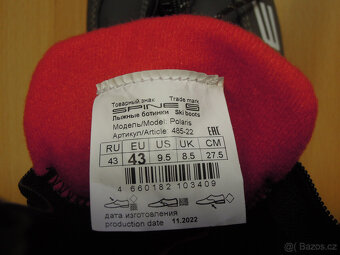 Товарный знак Trade mark
SPINE
Лыжные ботинки Ski boots
Модель/Model: Polaris
Артикул/Article 485-22
EAC
RU EU US UK CM
43 43 9.5 8.5 27.5
4 660182 103409
дата изготовления
production date 11.2022
Bazoš.cz